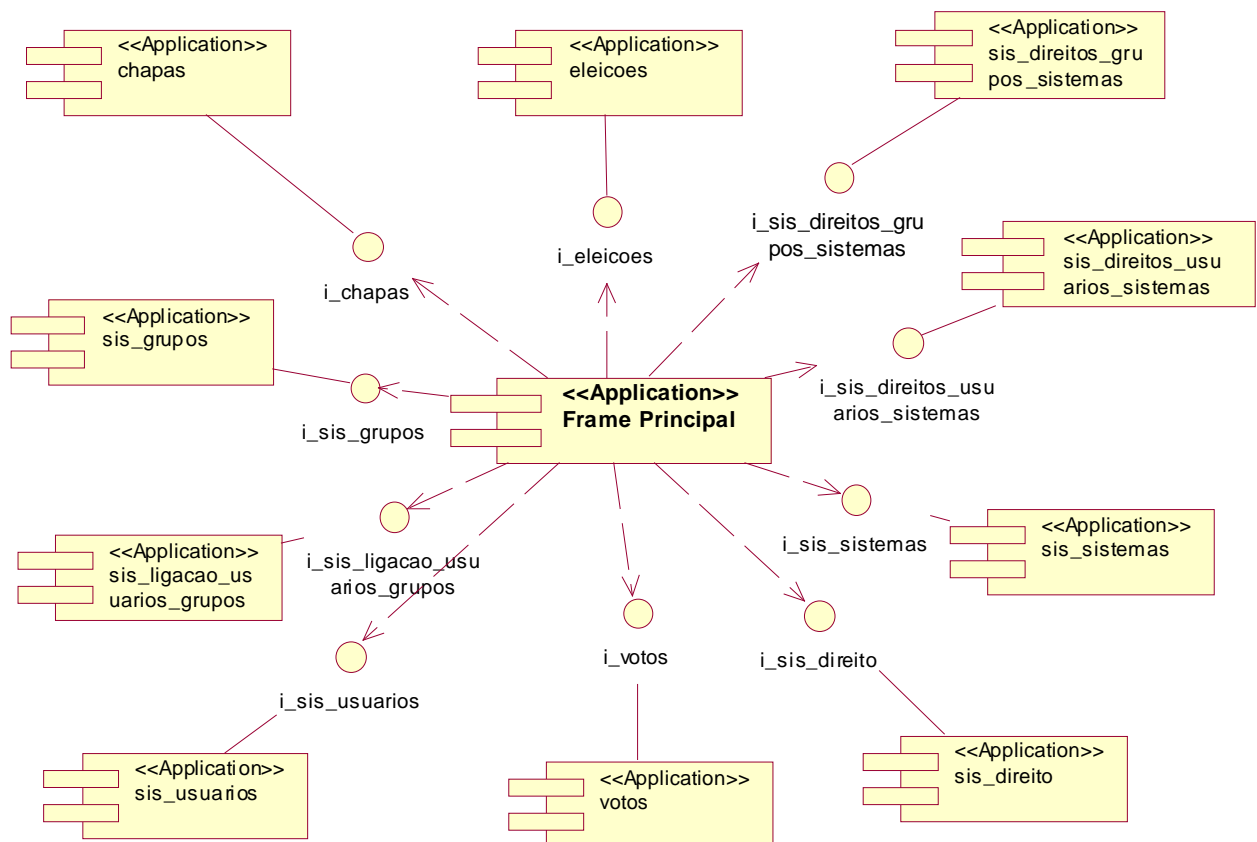 <<Application>>
chapas
<<Application>>
eleicoes
<<Application>>
sis_direitos_gru
pos_sistemas
i_chapas
i_eleicoes
i_sis_direitos_gru
pos_sistemas
<<Application>>
sis_direitos_usu
arios_sistemas
<<Application>>
sis_grupos
i_sis_grupos
<<Application>>
Frame Principal
i_sis_direitos_usu
arios_sistemas
<<Application>>
sis_ligacao_us
uarios_grupos
i_sis_ligacão_usu
arios_grupos
i_sis_sistemas
<<Application>>
sis_sistemas
i_sis_usuarios
i_votos
i_sis_direito
<<Application>>
sis_usuarios
<<Application>>
votos
<<Application>>
sis_direito